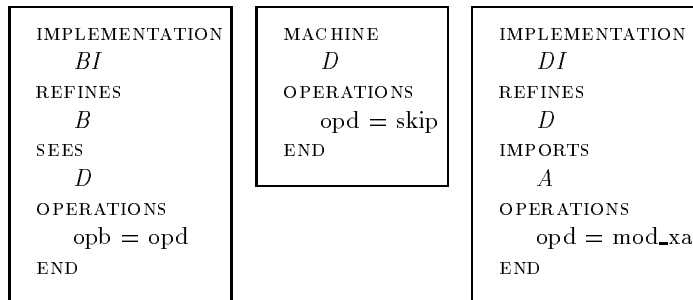 IMPLEMENTATION
BI
REFINES
B
SEES
D
OPERATIONS
opb = opd
END
MACHINE
D
OPERATIONS
opd = skip
END
IMPLEMENTATION
DI
REFINES
D
IMPORTS
A
OPERATIONS
opd = mod_xa
END